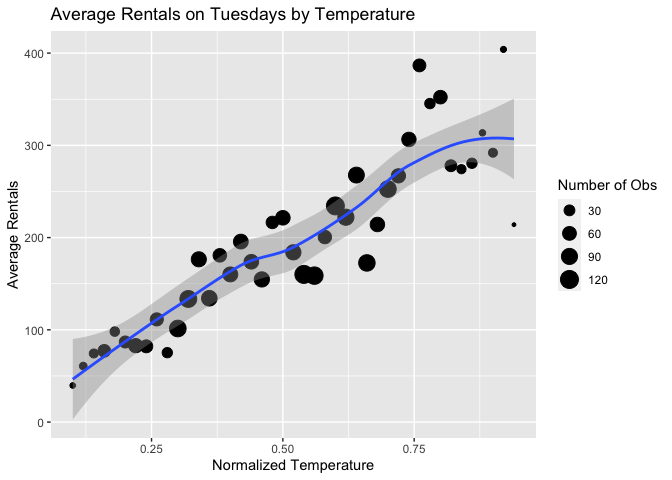 Average Rentals on Tuesdays by Temperature
400
300
200
100
0
Average Rentals
0.25 0.50 0.75
Normalized Temperature
Number of Obs
30
60
90
120